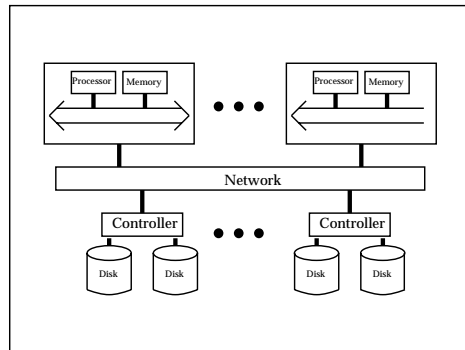 Processor Memory Processor Memory
Network
Controller Controller
Disk Disk Disk Disk